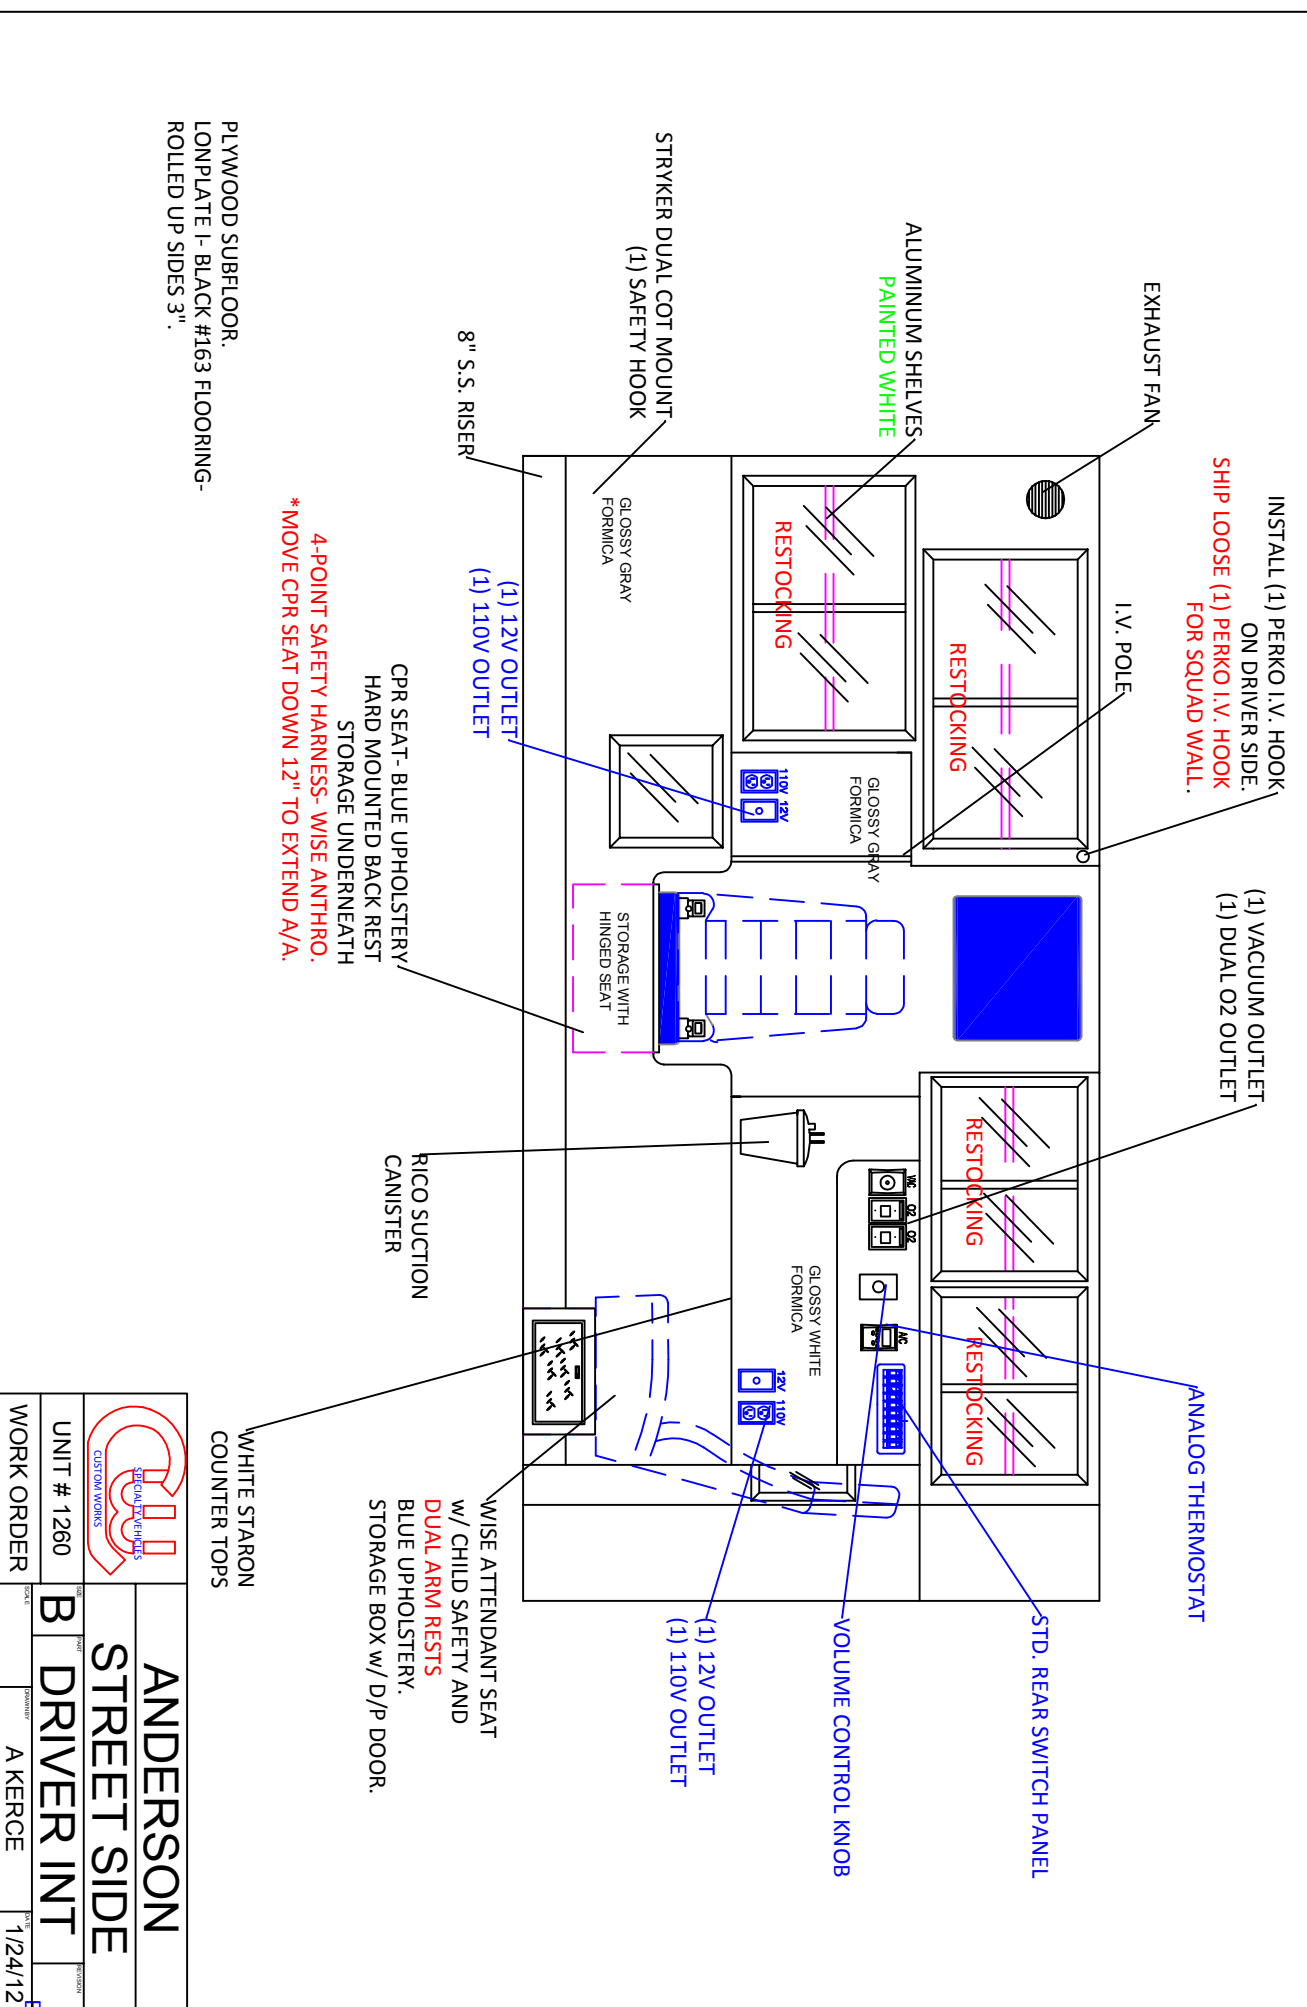 INSTALL (1) PERKO I.V. HOOK
ON DRIVER SIDE.
SHIP LOOSE (1) PERKO I.V. HOOK
FOR SQUAD WALL.
(1) VACUUM OUTLET
(1) DUAL O2 OUTLET
ANALOG THERMOSTAT
EXHAUST FAN
I.V. POLE
STD. REAR SWITCH PANEL
ALUMINUM SHELVES
PAINTED WHITE
RESTOCKING
RESTOCKING
RESTOCKING
RESTOCKING
VAC
O2
O2
A/C
VOLUME CONTROL KNOB
GLOSSY GRAY
FORMICA
GLOSSY WHITE
FORMICA
110V
12V
12V
110V
STRYKER DUAL COT MOUNT
(1) SAFETY HOOK
GLOSSY GRAY
FORMICA
STORAGE WITH
HINGED SEAT
(1) 12V OUTLET
(1) 110V OUTLET
8" S.S. RISER
(1) 12V OUTLET
(1) 110V OUTLET
CPR SEAT- BLUE UPHOLSTERY
HARD MOUNTED BACK REST
STORAGE UNDERNEATH
4-POINT SAFETY HARNESS- WISE ANTHRO.
*MOVE CPR SEAT DOWN 12" TO EXTEND A/A.
RICO SUCTION
CANISTER
WISE ATTENDANT SEAT
w/ CHILD SAFETY AND
DUAL ARM RESTS
BLUE UPHOLSTERY.
STORAGE BOX w/ D/P DOOR.
WHITE STARON
COUNTER TOPS
PLYWOOD SUBFLOOR.
LONPLATE I- BLACK #163 FLOORING-
ROLLED UP SIDES 3".
SPECIALTY VEHICLES
CUSTOM WORKS
ANDERSON
STREET SIDE
UNIT # 1260
SIZE
B
PART
DRIVER INT
REVISION
WORK ORDER
SCALE
DRAWN BY
A KERCE
DATE
1/24/12